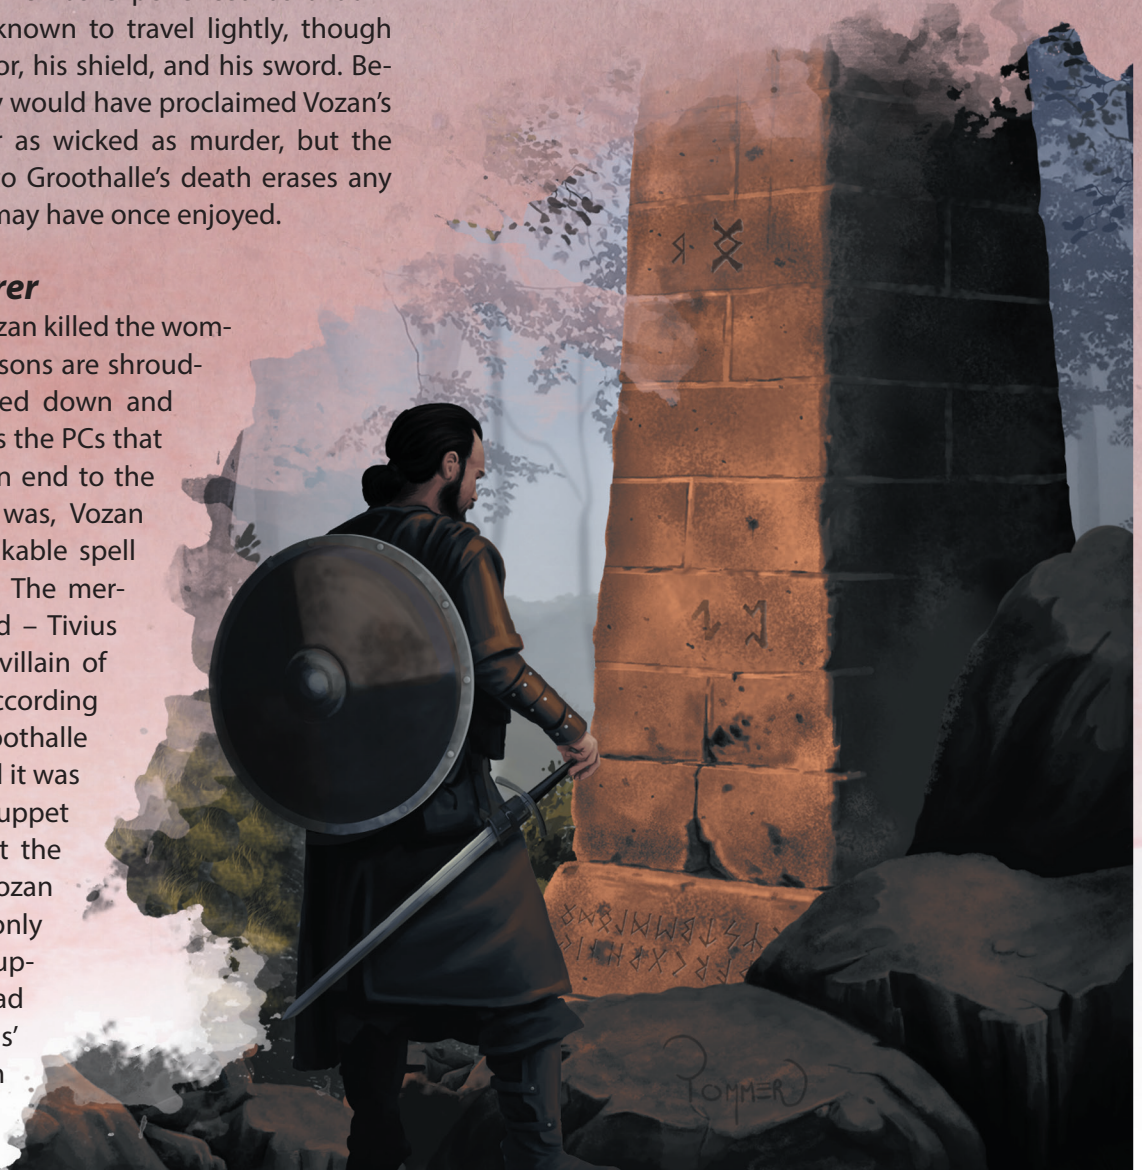 known to travel lightly, though
or, his shield, and his sword. Be-
would have proclaimed Vozan's
as wicked as murder, but the
o Groothalle's death erases any
may have once enjoyed.
rer
zan killed the wom-
sons are shroud-
ed down and
s the PCs that
n end to the
was, Vozan
kable spell
The mer-
d – Tivius
villain of
ccording
oothalle
it was
uppet
t the
ozan
only
up-
ad
s'
n
POMMER